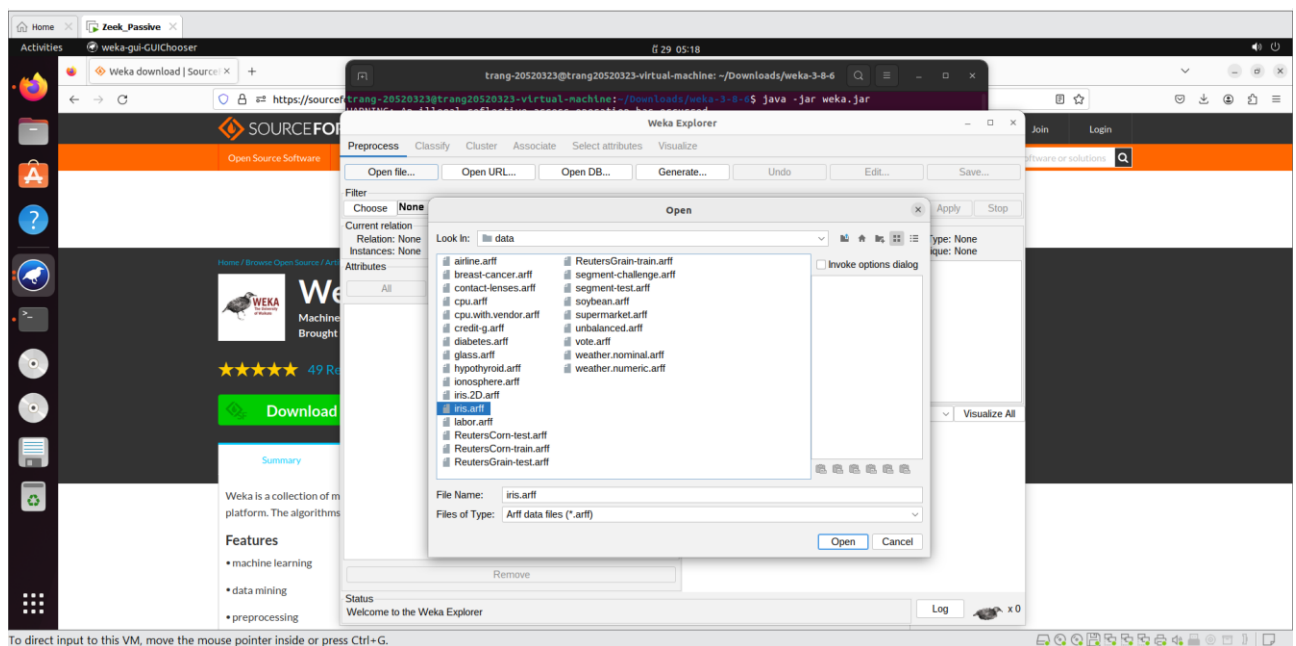 Home
Zeek_Passive
Activities
weka-gui-GUIChooser
29 05:18
Weka download | Source
https://sourcef
trang-20520323@trang20520323-virtual-machine: ~/Downloads/weka-3-8-6
trang-20520323@trang20520323-virtual-machine:~/Downloads/weka-3-8-6$ java -jar weka.jar
SOURCEFO
Weka Explorer
Join
Login
Preprocess
Classify
Cluster
Associate
Select attributes
Visualize
Open Source Software
oftware or solutions
Open file...
Open URL...
Open DB...
Generate...
Undo
Edit...
Save...
Filter
Choose
None
Apply
Stop
Open
Current relation
Relation: None
Instances: None
Type: None
ique: None
Look In:
data
Invoke options dialog
Attributes
All
airline.arff
breast-cancer.arff
contact-lenses.arff
cpu.arff
cpu.with.vendor.arff
credit-g.arff
diabetes.arff
glass.arff
hypothyroid.arff
ionosphere.arff
iris.2D.arff
iris.arff
labor.arff
ReutersCorn-test.arff
ReutersCorn-train.arff
ReutersGrain-test.arff
ReutersGrain-train.arff
segment-challenge.arff
segment-test.arff
soybean.arff
supermarket.arff
unbalanced.arff
vote.arff
weather.nominal.arff
weather.numeric.arff
Visualize All
File Name:
iris.arff
Files of Type:
Arff data files (*.arff)
Open
Cancel
Remove
Status
Welcome to the Weka Explorer
Log
x 0
Home / Browse Open Source / Arti
WEKA
The University
of Waikato
We
Machine
Brought
49 Re
Download
Summary
Weka is a collection of m
platform. The algorithms
Features
• machine learning
• data mining
• preprocessing
To direct input to this VM, move the mouse pointer inside or press Ctrl+G.